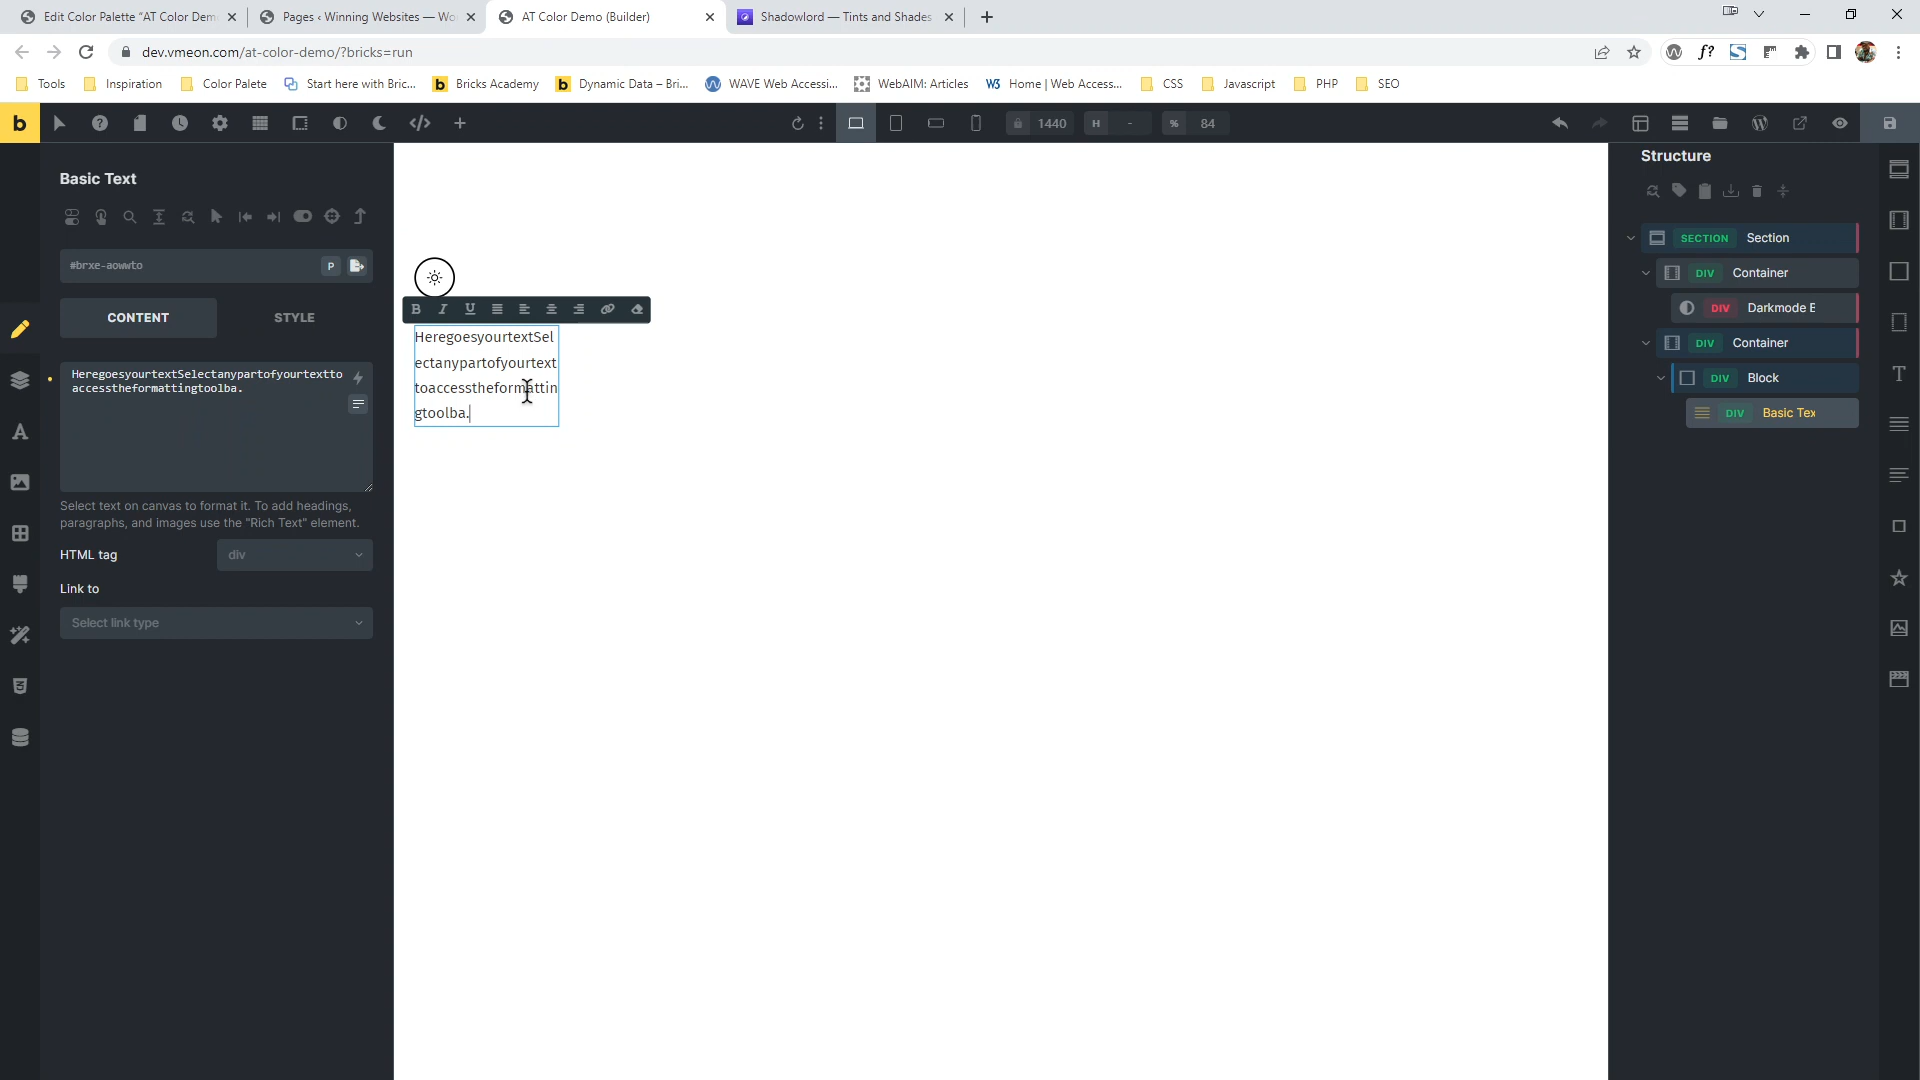 Edit Color Palette "AT Color Dem
Pages ‹ Winning Websites — Wo
AT Color Demo (Builder)
Shadowlord — Tints and Shades
dev.vmeon.com/at-color-demo/?bricks=run
f?
Tools
Inspiration
Color Palete
Start here with Bric...
b
Bricks Academy
b
Dynamic Data – Bri...
WAVE Web Accessi...
WebAIM: Articles
W3
Home | Web Access...
CSS
Javascript
PHP
SEO
b
1440
H
-
%
84
Basic Text
#brxe-aowwto
P
CONTENT
STYLE
HeregoesyourtextSelectanypartofyourtextto
accesstheformattingtoolba.
Select text on canvas to format it. To add headings,
paragraphs, and images use the "Rich Text" element.
HTML tag
div
Link to
Select link type
B
I
U
HeregoesyourtextSel
ectanypartofyourtext
toaccesstheformattin
gtoolba.
Structure
SECTION
Section
DIV
Container
DIV
Darkmode B
DIV
Container
DIV
Block
DIV
Basic Tex